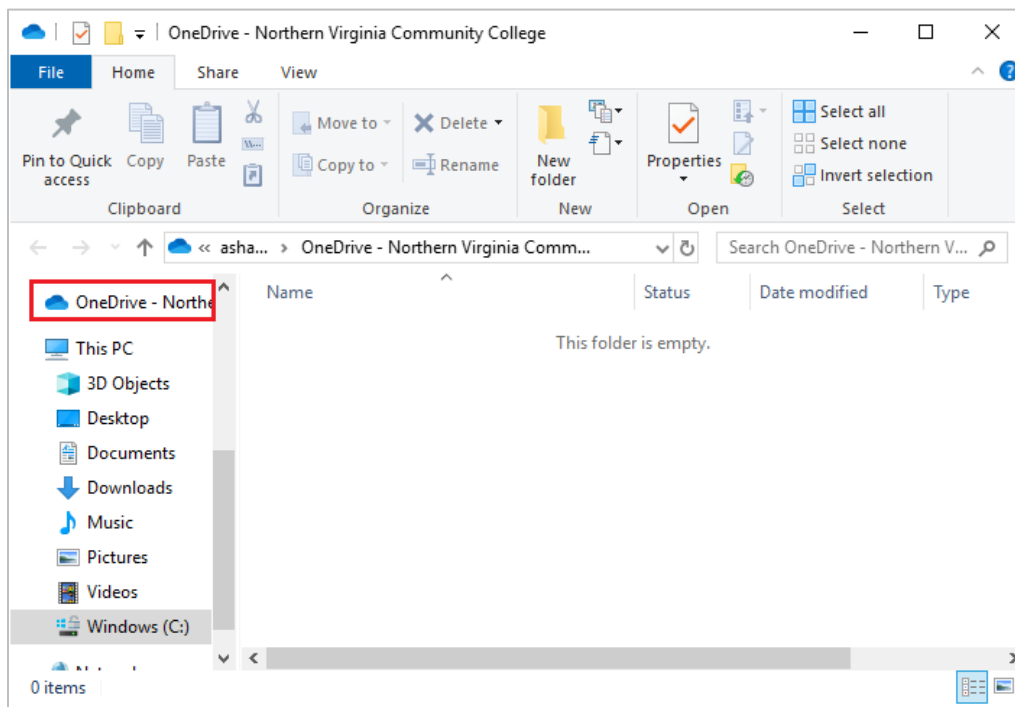 OneDrive - Northern Virginia Community College
File Home Share View
Pin to Quick access
Copy
Paste
Clipboard
Move to
Copy to
Delete
Rename
Organize
New folder
New
Properties
Open
Select all
Select none
Invert selection
Select
« asha... > OneDrive - Northern Virginia Comm...
Search OneDrive - Northern V...
OneDrive - Northe
Name Status Date modified Type
This folder is empty.
This PC
3D Objects
Desktop
Documents
Downloads
Music
Pictures
Videos
Windows (C:)
0 items